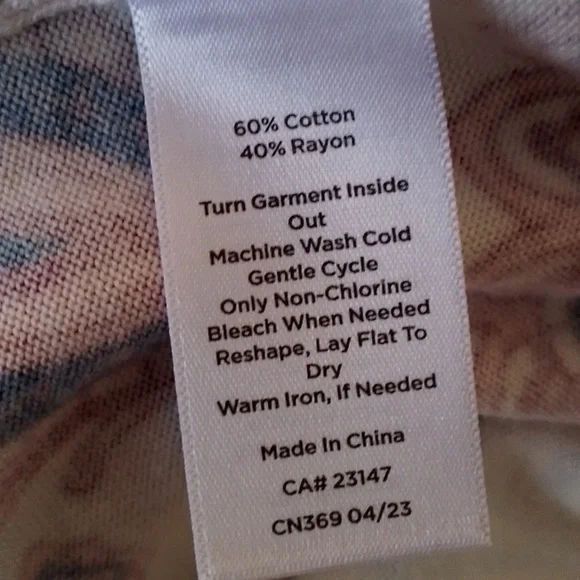 60% Cotton
40% Rayon
Turn Garment Inside
Out
Machine Wash Cold
Gentle Cycle
Only Non-Chlorine
Bleach When Needed
Reshape, Lay Flat To
Dry
Warm Iron, If Needed
Made In China
CA# 23147
CN369 04/23